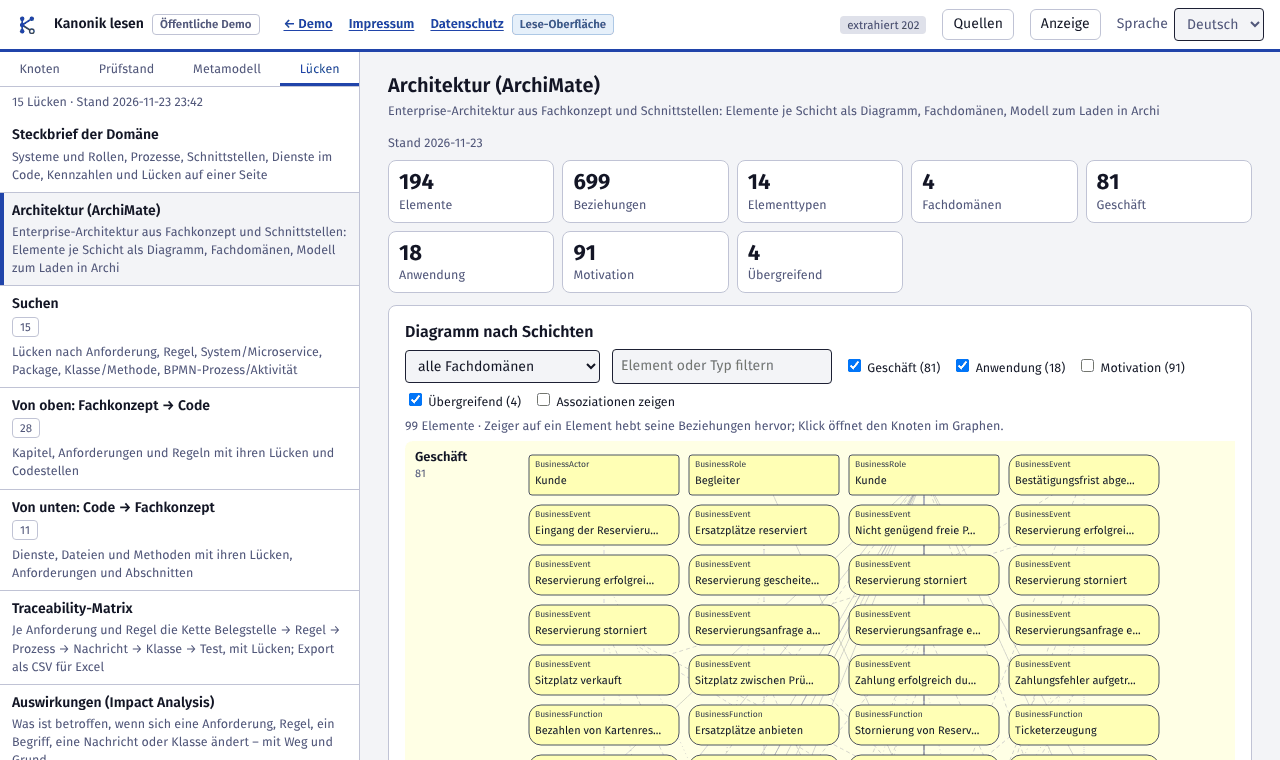 Kanonik lesen
Öffentliche Demo
← Demo
Impressum
Datenschutz
Lese-Oberfläche
extrahiert 202
Quellen
Anzeige
Sprache
Deutsch
Knoten
Prüfstand
Metamodell
Lücken
15 Lücken · Stand 2026-11-23 23:42
Steckbrief der Domäne
Systeme und Rollen, Prozesse, Schnittstellen, Dienste im
Code, Kennzahlen und Lücken auf einer Seite
Architektur (ArchiMate)
Enterprise-Architektur aus Fachkonzept und Schnittstellen:
Elemente je Schicht als Diagramm, Fachdomänen, Modell
zum Laden in Archi
Suchen
15
Lücken nach Anforderung, Regel, System/Microservice,
Package, Klasse/Methode, BPMN-Prozess/Aktivität
Von oben: Fachkonzept → Code
28
Kapitel, Anforderungen und Regeln mit ihren Lücken und
Codestellen
Von unten: Code → Fachkonzept
11
Dienste, Dateien und Methoden mit ihren Lücken,
Anforderungen und Abschnitten
Traceability-Matrix
Je Anforderung und Regel die Kette Belegstelle → Regel →
Prozess → Nachricht → Klasse → Test, mit Lücken; Export
als CSV für Excel
Auswirkungen (Impact Analysis)
Was ist betroffen, wenn sich eine Anforderung, Regel, ein
Begriff, eine Nachricht oder Klasse ändert – mit Weg und
Grund
Architektur (ArchiMate)
Enterprise-Architektur aus Fachkonzept und Schnittstellen: Elemente je Schicht als Diagramm, Fachdomänen, Modell zum Laden in Archi
Stand 2026-11-23
194
Elemente
699
Beziehungen
14
Elementtypen
4
Fachdomänen
81
Geschäft
18
Anwendung
91
Motivation
4
Übergreifend
Diagramm nach Schichten
alle Fachdomänen
Element oder Typ filtern
Geschäft (81)
Anwendung (18)
Motivation (91)
Übergreifend (4)
Assoziationen zeigen
99 Elemente · Zeiger auf ein Element hebt seine Beziehungen hervor; Klick öffnet den Knoten im Graphen.
Geschäft
81
BusinessActor
Kunde
BusinessRole
Begleiter
BusinessRole
Kunde
BusinessEvent
Bestätigungsfrist abge...
BusinessEvent
Eingang der Reservieru...
BusinessEvent
Ersatzplätze reserviert
BusinessEvent
Nicht genügend freie P...
BusinessEvent
Reservierung erfolgrei...
BusinessEvent
Reservierung erfolgrei...
BusinessEvent
Reservierung gescheite...
BusinessEvent
Reservierung storniert
BusinessEvent
Reservierung storniert
BusinessEvent
Reservierung storniert
BusinessEvent
Reservierungsanfrage a...
BusinessEvent
Reservierungsanfrage e...
BusinessEvent
Reservierungsanfrage e...
BusinessEvent
Sitzplatz verkauft
BusinessEvent
Sitzplatz zwischen Prü...
BusinessEvent
Zahlung erfolgreich du...
BusinessEvent
Zahlungsfehler aufgetr...
BusinessFunction
Bezahlen von Kartenres...
BusinessFunction
Ersatzplätze anbieten
BusinessFunction
Stornierung von Reserv...
BusinessFunction
Ticketerzeugung